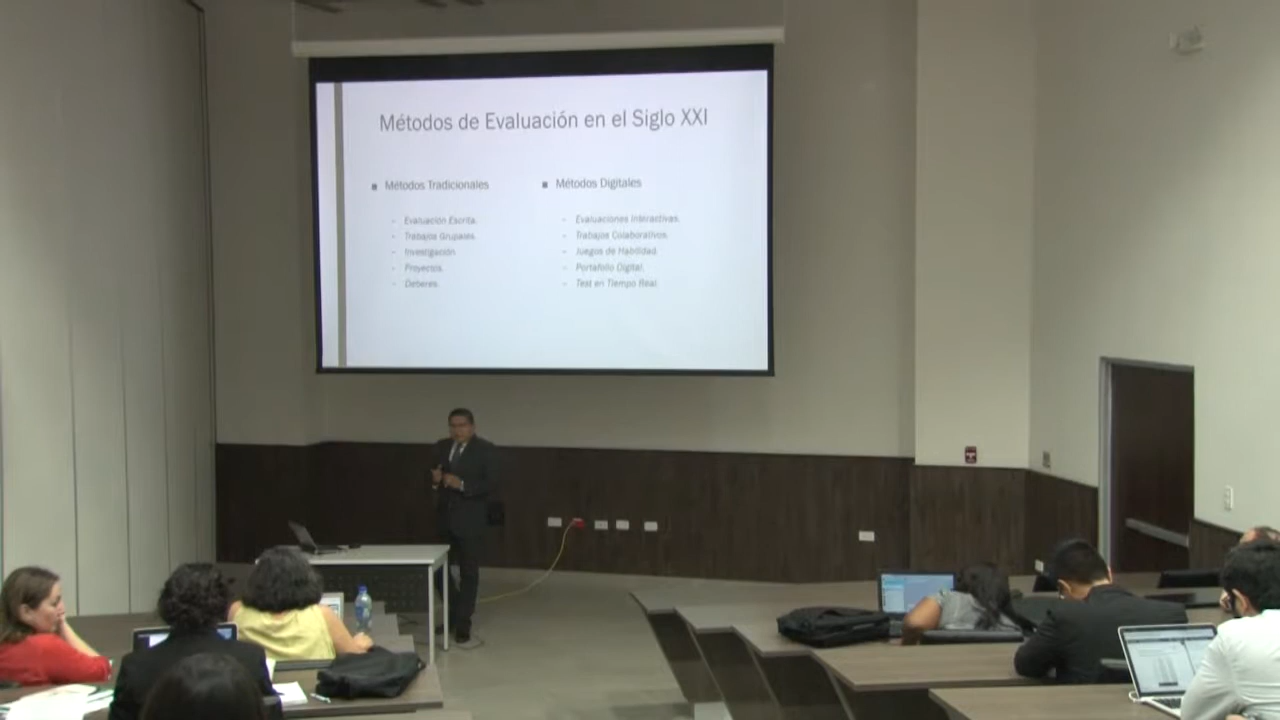 Métodos de Evaluación en el Siglo XXI
Métodos Tradicionales
- Evaluación Escrita.
- Trabajos Grupales.
- Investigación.
- Proyectos.
- Deberes.
Métodos Digitales
- Evaluaciones Interactivas.
- Trabajos Colaborativos.
- Juegos de Habilidad.
- Portafolio Digital.
- Test en Tiempo Real.